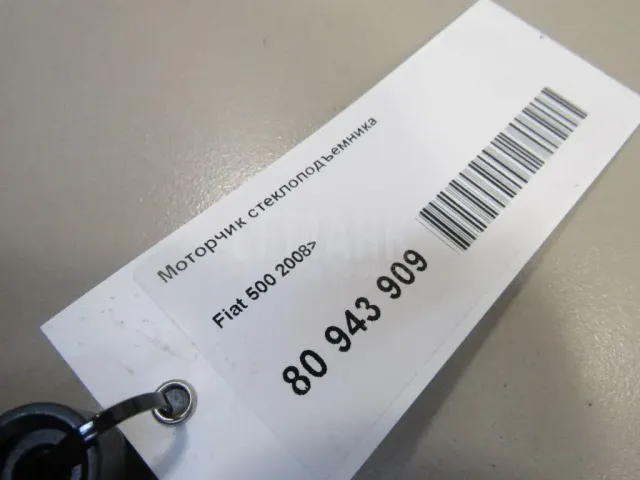 Моторчик стеклоподъемника
Fiat 500 2008>
80 943 909